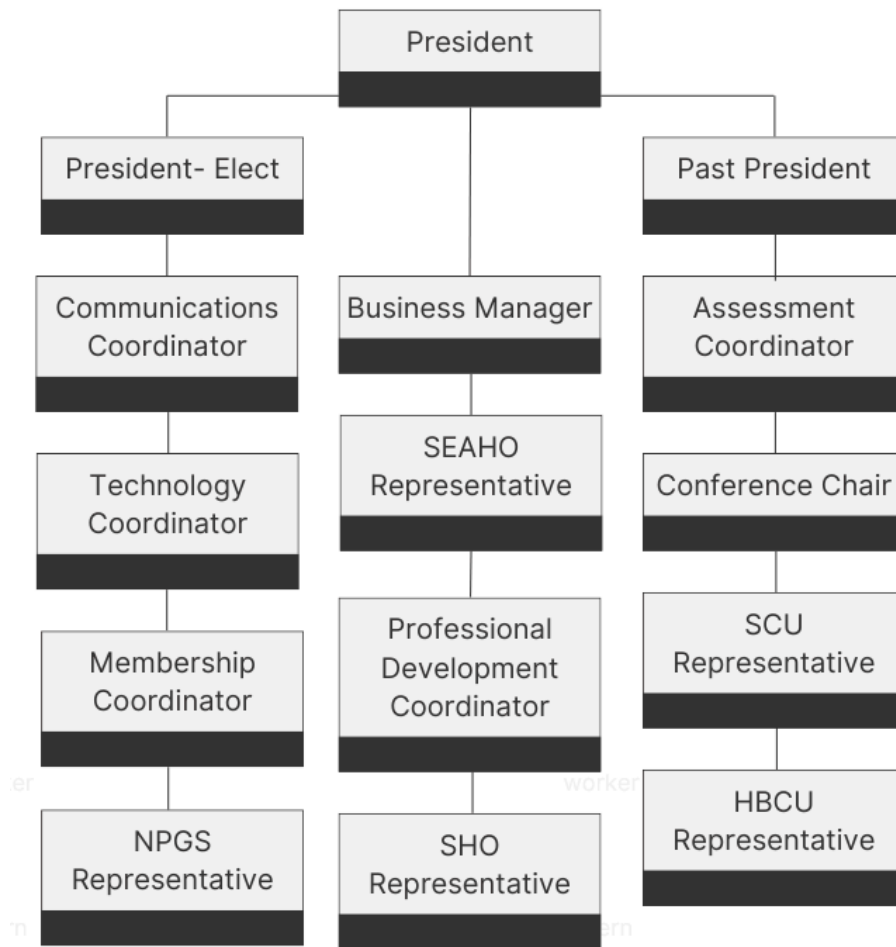 President
President- Elect
Past President
Communications
Coordinator
Business Manager
Assessment
Coordinator
SEAHO
Representative
Technology
Coordinator
Conference Chair
Professional
Development
Coordinator
SCU
Representative
Membership
Coordinator
HBCU
Representative
NPGS
Representative
SHO
Representative
worker